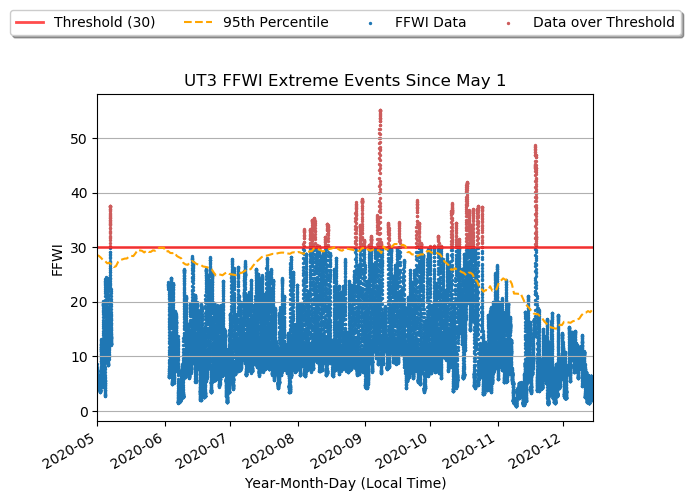 Threshold (30) 95th Percentile FFWI Data Data over Threshold
UT3 FFWI Extreme Events Since May 1
50
40
30
20
10
0
FFWI
2020-05 2020-06 2020-07 2020-08 2020-09 2020-10 2020-11 2020-12
Year-Month-Day (Local Time)